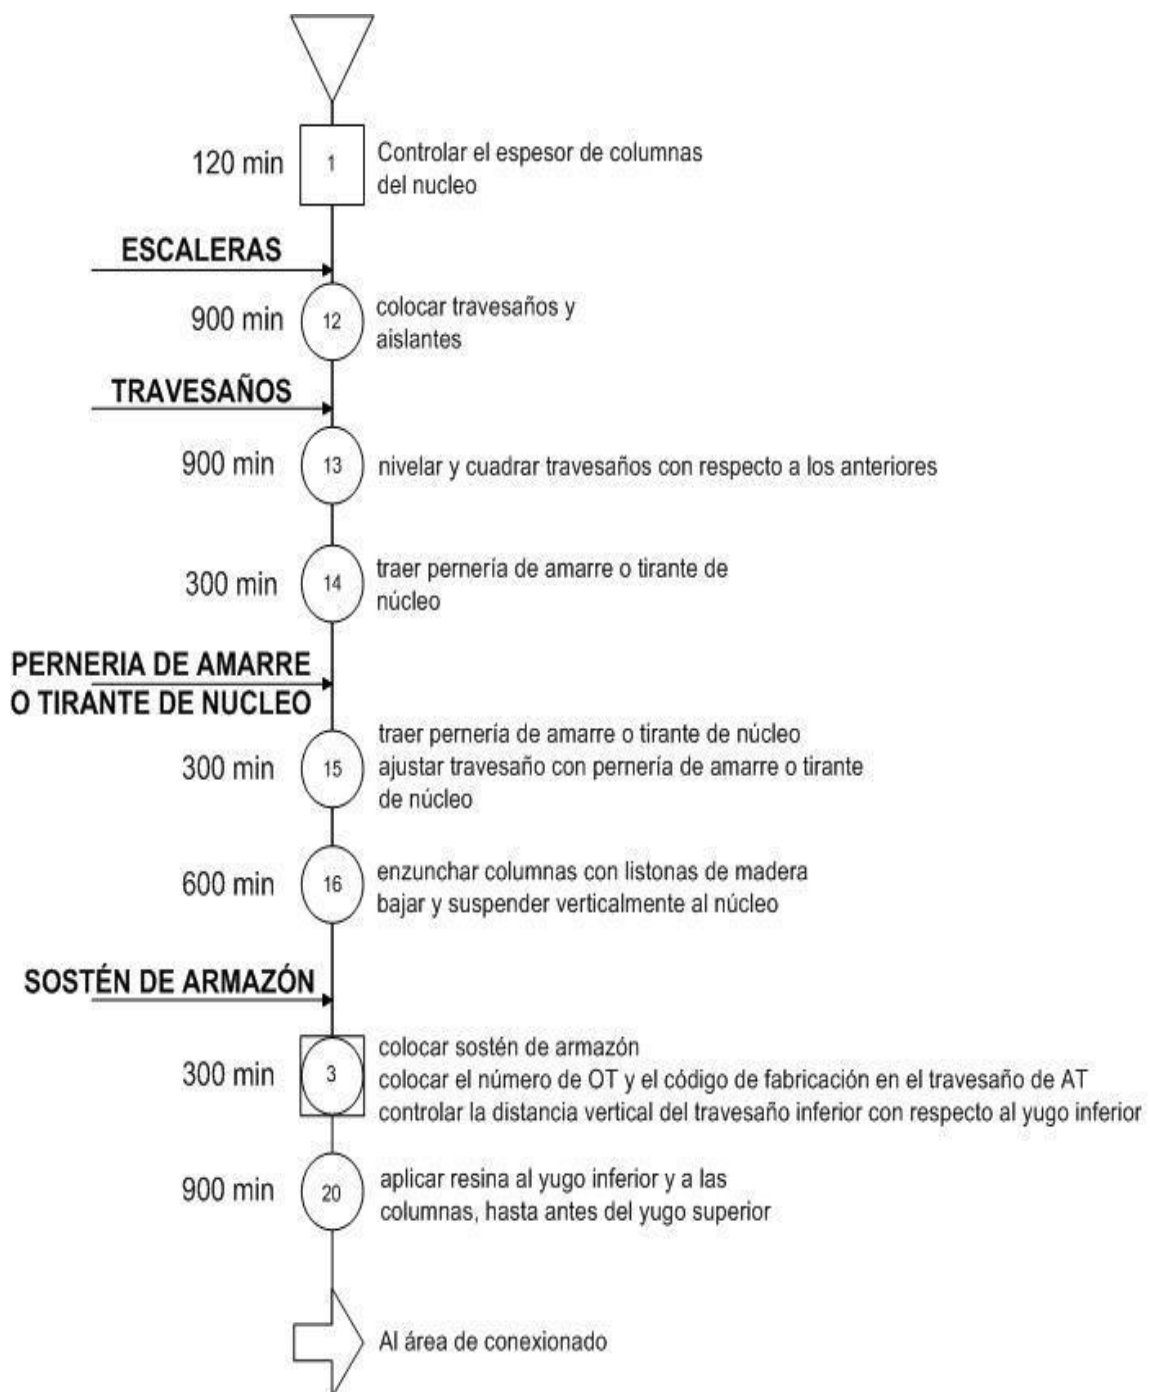 120 min
1
Controlar el espesor de columnas
del nucleo
ESCALERAS
900 min
12
colocar travesaños y
aislantes
TRAVESAÑOS
900 min
13
nivelar y cuadrar travesaños con respecto a los anteriores
300 min
14
traer pernería de amarre o tirante de
núcleo
PERNERIA DE AMARRE
O TIRANTE DE NUCLEO
300 min
15
traer pernería de amarre o tirante de núcleo
ajustar travesaño con pernería de amarre o tirante
de núcleo
600 min
16
enzunchar columnas con listonas de madera
bajar y suspender verticalmente al núcleo
SOSTÉN DE ARMAZÓN
300 min
3
colocar sostén de armazón
colocar el número de OT y el código de fabricación en el travesaño de AT
controlar la distancia vertical del travesaño inferior con respecto al yugo inferior
900 min
20
aplicar resina al yugo inferior y a las
columnas, hasta antes del yugo superior
Al área de conexionado